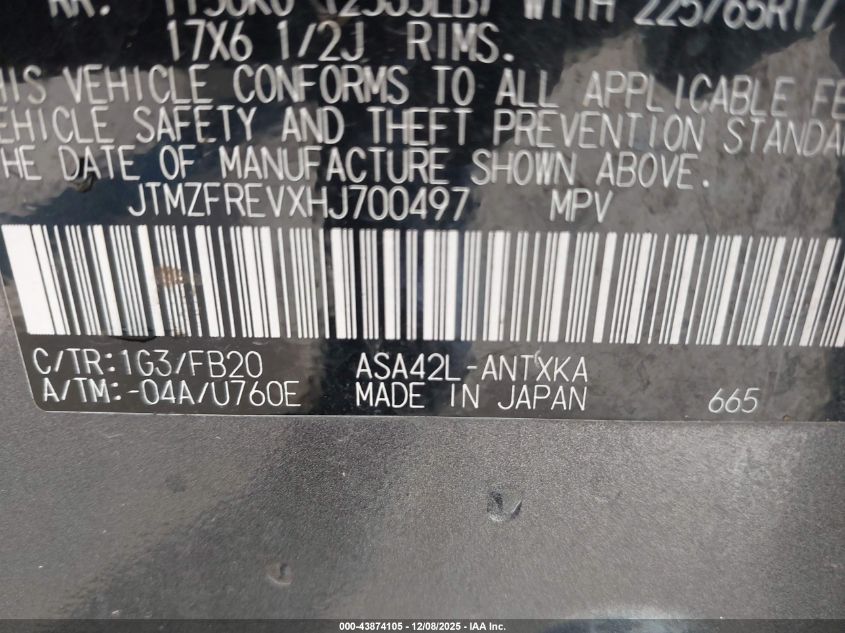 17X6 1/2J RIMS.
THIS VEHICLE CONFORMS TO ALL APPLICABLE FE
EHICLE SAFETY AND THEFT PREVENTION STANDA
THE DATE OF MANUFACTURE SHOWN ABOVE.
JTMZFREVXHJ700497 MPV
C/TR:1G3/FB20 ASA42L-ANTXKA
A/TM:-04A/U760E MADE IN JAPAN 665
000-43874105 - 12/08/2025 - IAA Inc.